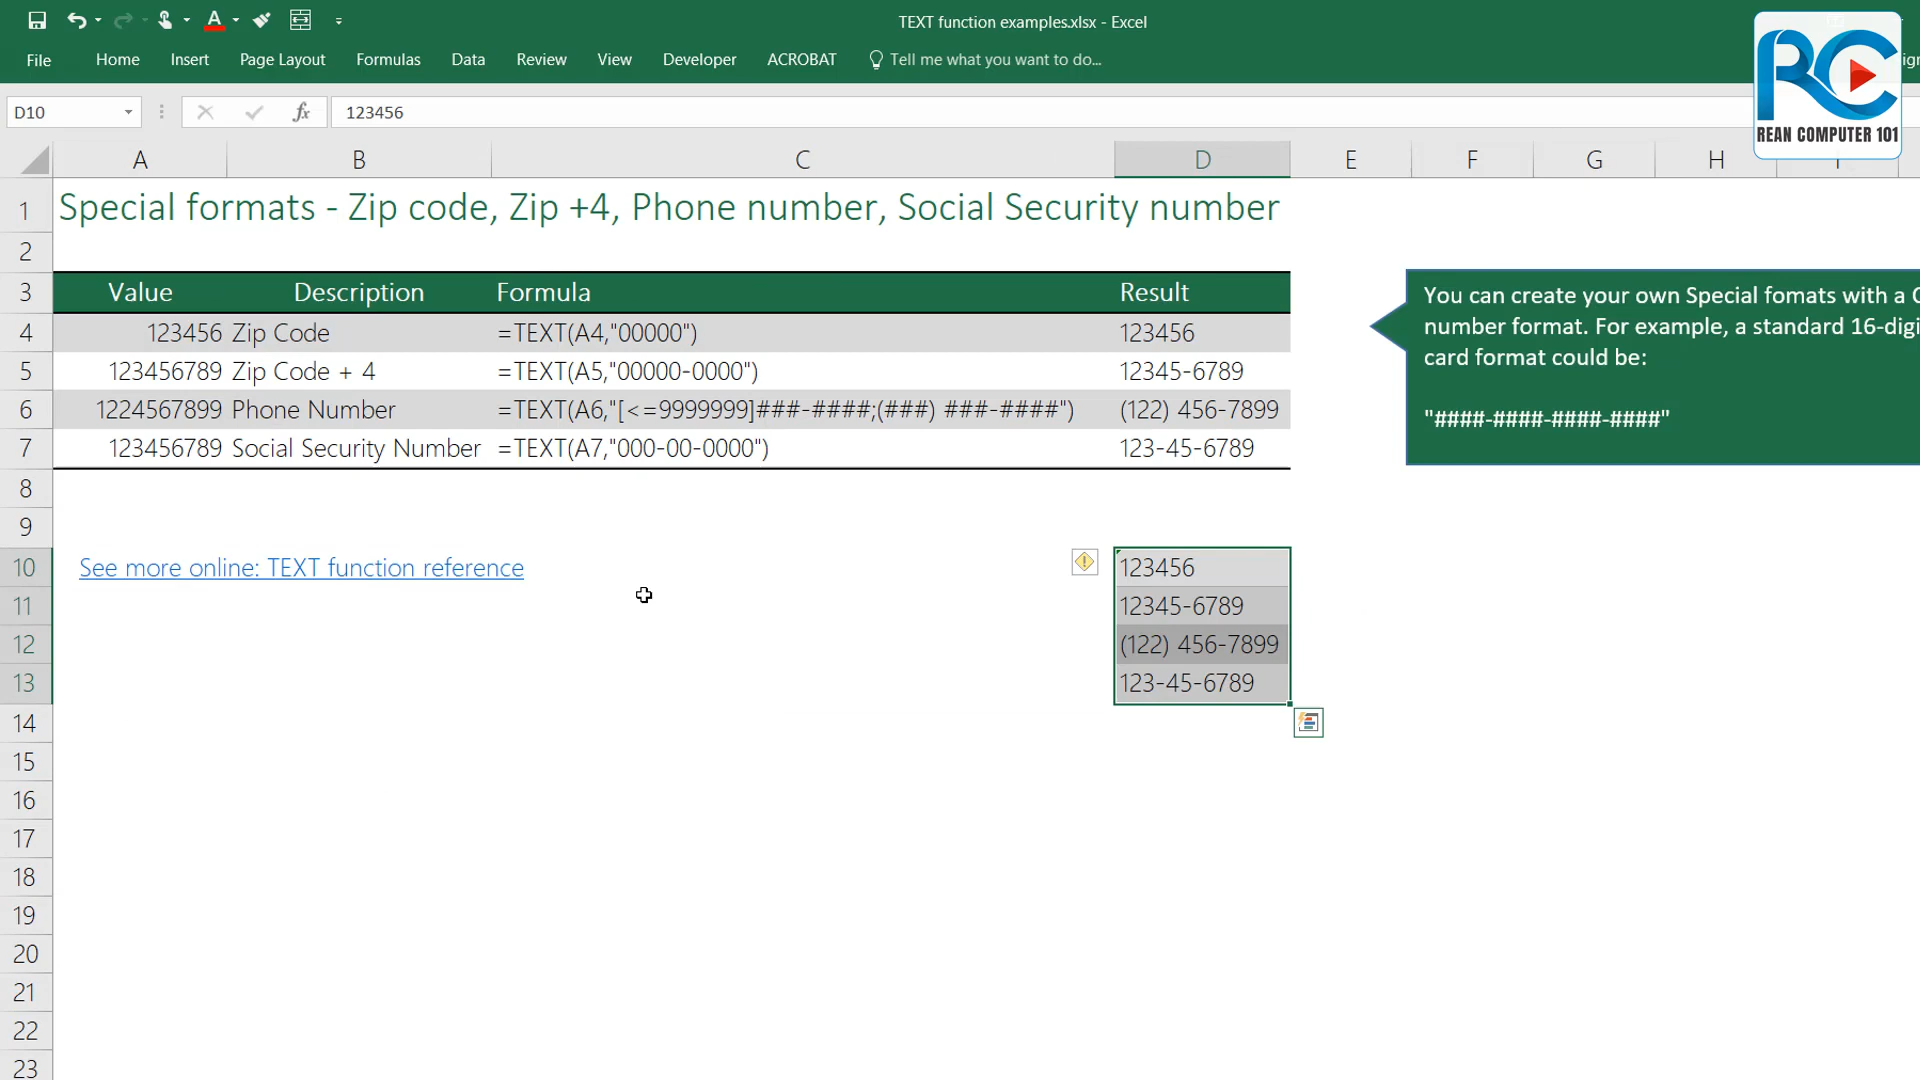 TEXT function examples.xlsx - Excel
File Home Insert Page Layout Formulas Data Review View Developer ACROBAT Tell me what you want to do...
RC
REAN COMPUTER 101
D10 fx 123456
A B C D E F G H
1 Special formats - Zip code, Zip +4, Phone number, Social Security number
2
3 Value Description Formula Result
4 123456 Zip Code =TEXT(A4,"00000") 123456
5 123456789 Zip Code + 4 =TEXT(A5,"00000-0000") 12345-6789
6 1224567899 Phone Number =TEXT(A6,"[<=9999999]###-####;(###) ###-####") (122) 456-7899
7 123456789 Social Security Number =TEXT(A7,"000-00-0000") 123-45-6789
You can create your own Special fomats with a
number format. For example, a standard 16-digi
card format could be:
"####-####-####-####"
8
9
10 See more online: TEXT function reference 123456
11 12345-6789
12 (122) 456-7899
13 123-45-6789
14
15
16
17
18
19
20
21
22
23